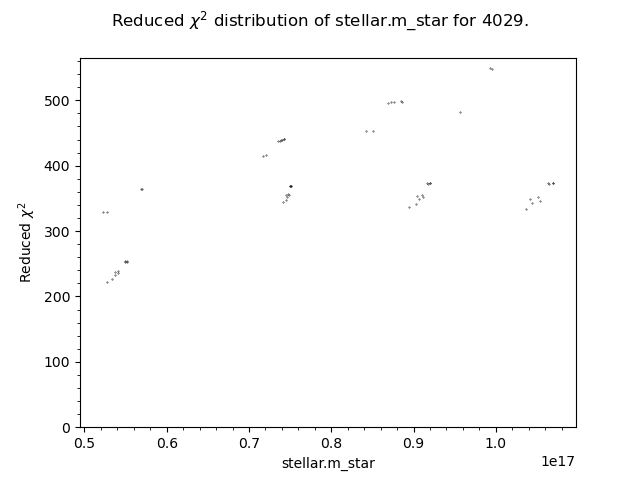 Reduced χ² distribution of stellar.m_star for 4029.
Reduced χ²
500
400
300
200
100
0
0.5 0.6 0.7 0.8 0.9 1.0
1e17
stellar.m_star